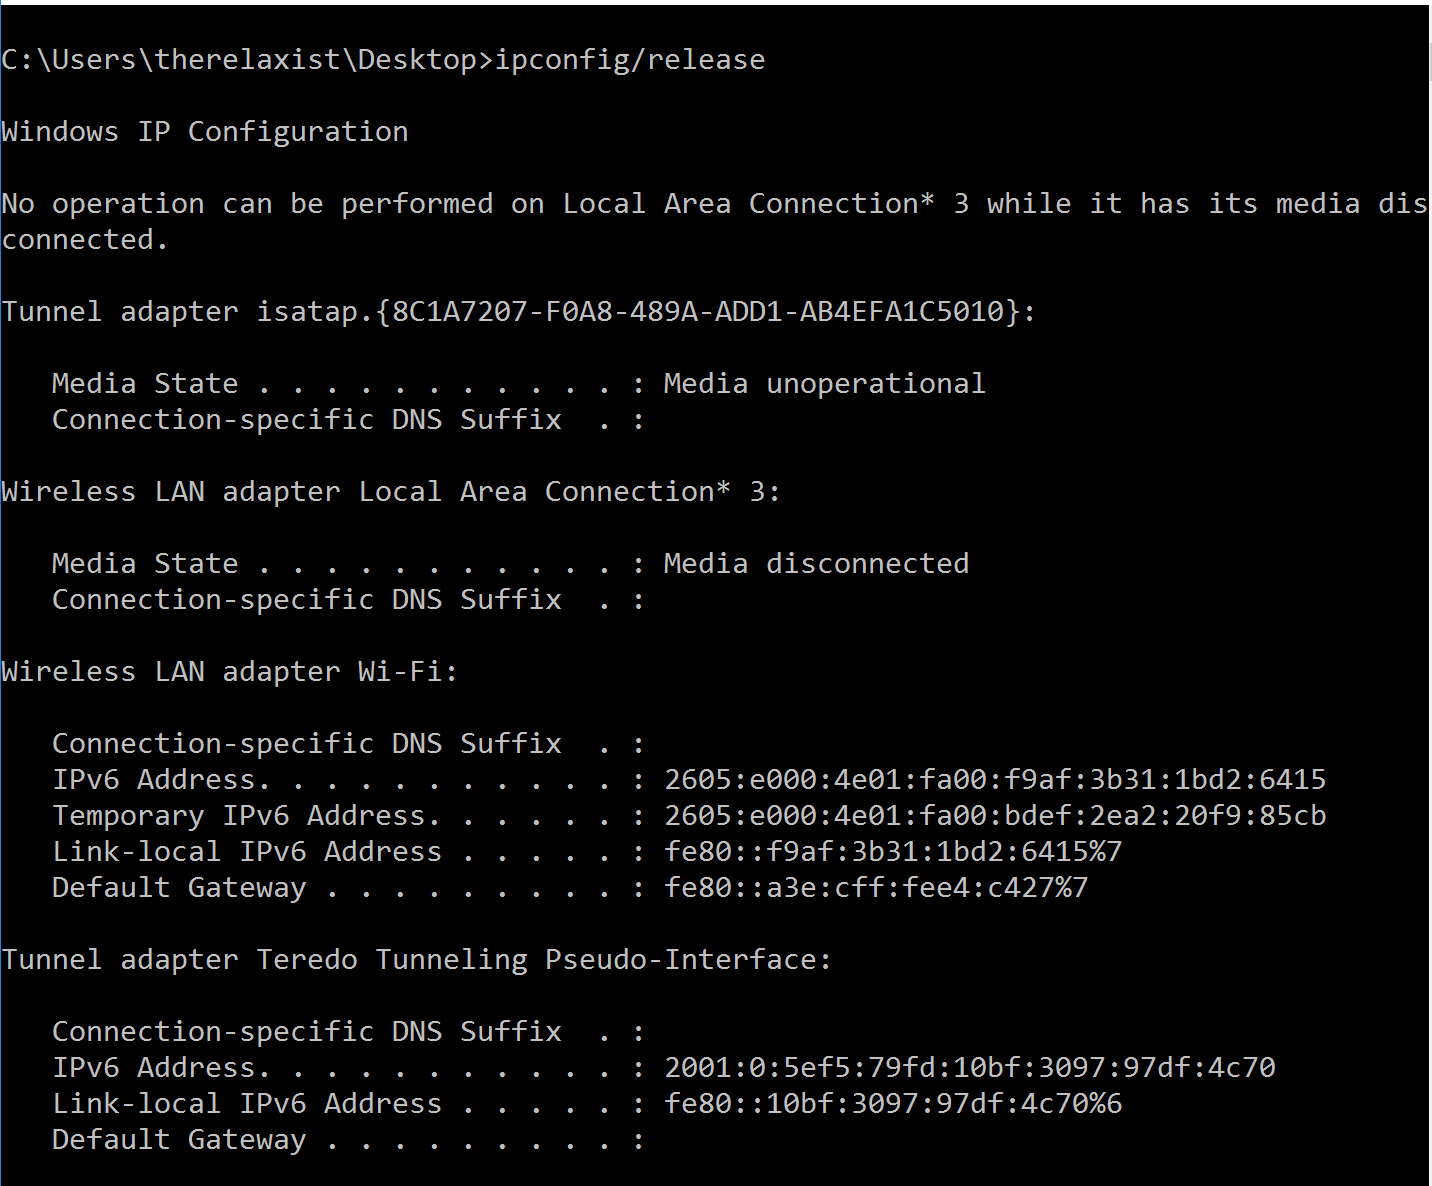 C:\Users\therelaxist\Desktop>ipconfig/release
Windows IP Configuration
No operation can be performed on Local Area Connection* 3 while it has its media dis
connected.
Tunnel adapter isatap.{8C1A7207-F0A8-489A-ADD1-AB4EFA1C5010}:
   Media State . . . . . . . . . . . : Media unoperational
   Connection-specific DNS Suffix  . :
Wireless LAN adapter Local Area Connection* 3:
   Media State . . . . . . . . . . . : Media disconnected
   Connection-specific DNS Suffix  . :
Wireless LAN adapter Wi-Fi:
   Connection-specific DNS Suffix  . :
   IPv6 Address. . . . . . . . . . . : 2605:e000:4e01:fa00:f9af:3b31:1bd2:6415
   Temporary IPv6 Address. . . . . . : 2605:e000:4e01:fa00:bdef:2ea2:20f9:85cb
   Link-local IPv6 Address . . . . . : fe80::f9af:3b31:1bd2:6415%7
   Default Gateway . . . . . . . . . : fe80::a3e:cff:fee4:c427%7
Tunnel adapter Teredo Tunneling Pseudo-Interface:
   Connection-specific DNS Suffix  . :
   IPv6 Address. . . . . . . . . . . : 2001:0:5ef5:79fd:10bf:3097:97df:4c70
   Link-local IPv6 Address . . . . . : fe80::10bf:3097:97df:4c70%6
   Default Gateway . . . . . . . . . :